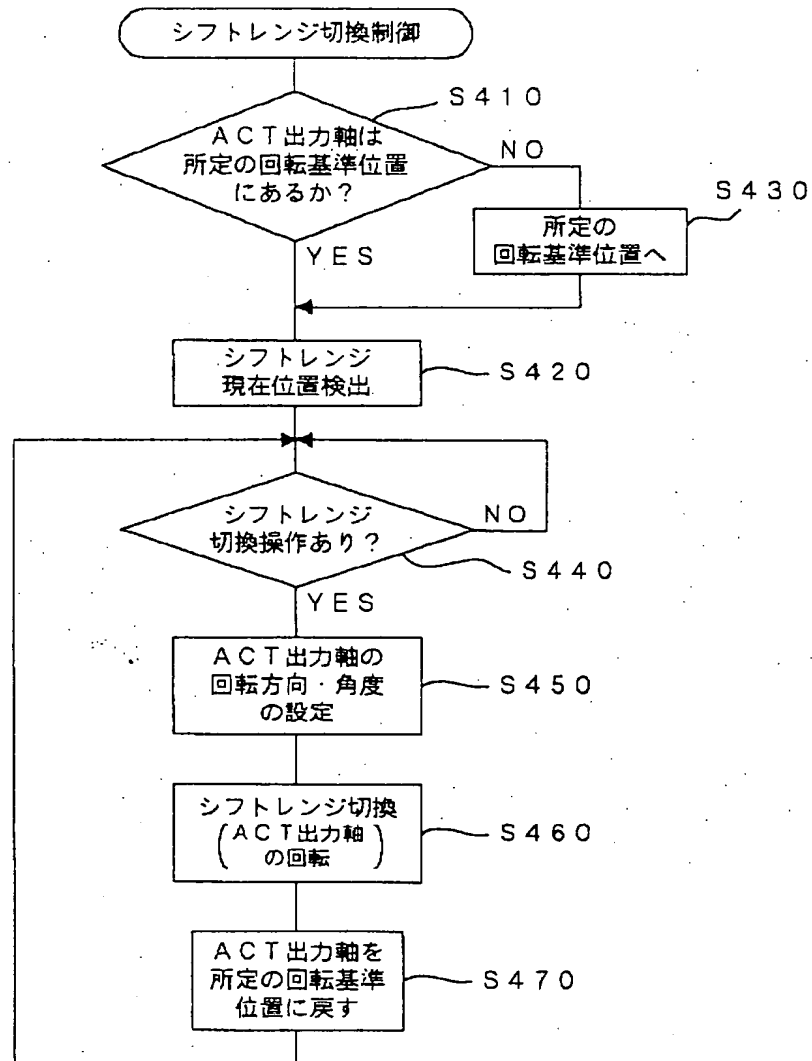 シフトレンジ切換制御
S410
ACT出力軸は
所定の回転基準位置
にあるか?
NO
YES
S430
所定の
回転基準位置へ
シフトレンジ
現在位置検出
S420
シフトレンジ
切換操作あり?
NO
S440
YES
ACT出力軸の
回転方向・角度
の設定
S450
シフトレンジ切換
(ACT出力軸
の回転)
S460
ACT出力軸を
所定の回転基準
位置に戻す
S470